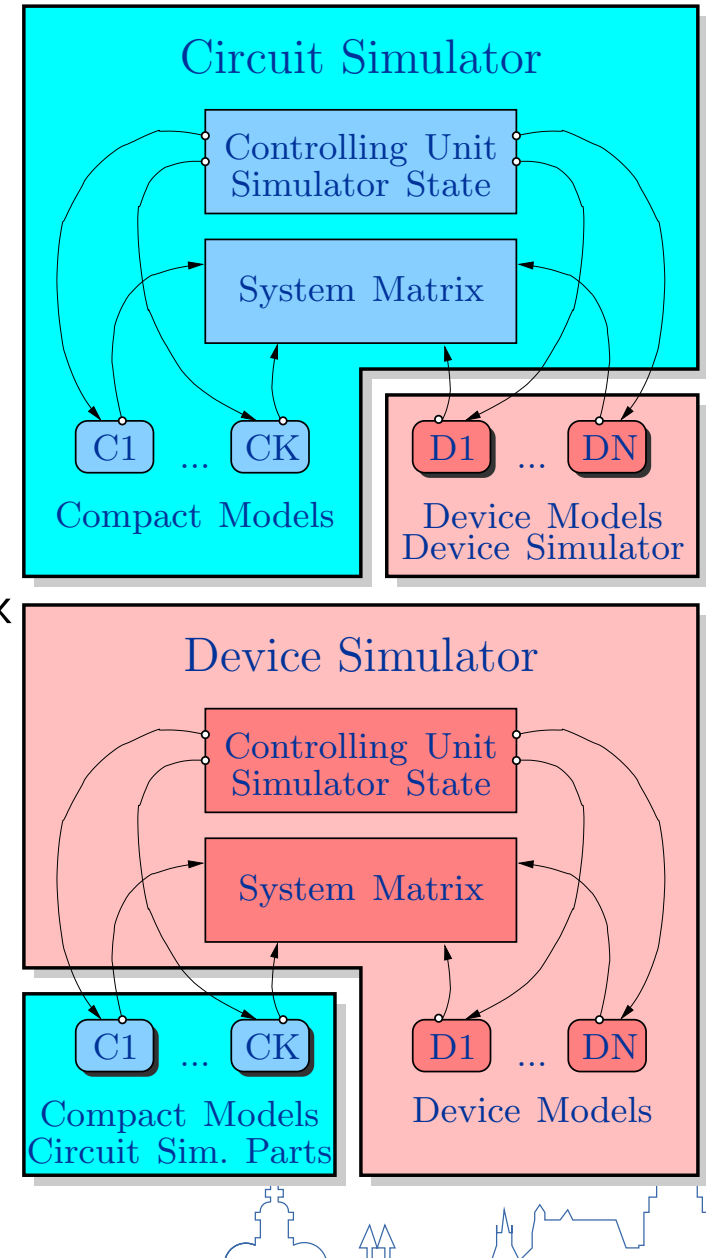 Circuit Simulator
Controlling Unit
Simulator State
System Matrix
C1 ... CK
D1 ... DN
Compact Models
Device Models
Device Simulator
Device Simulator
Controlling Unit
Simulator State
System Matrix
C1 ... CK
D1 ... DN
Compact Models
Circuit Sim. Parts
Device Models